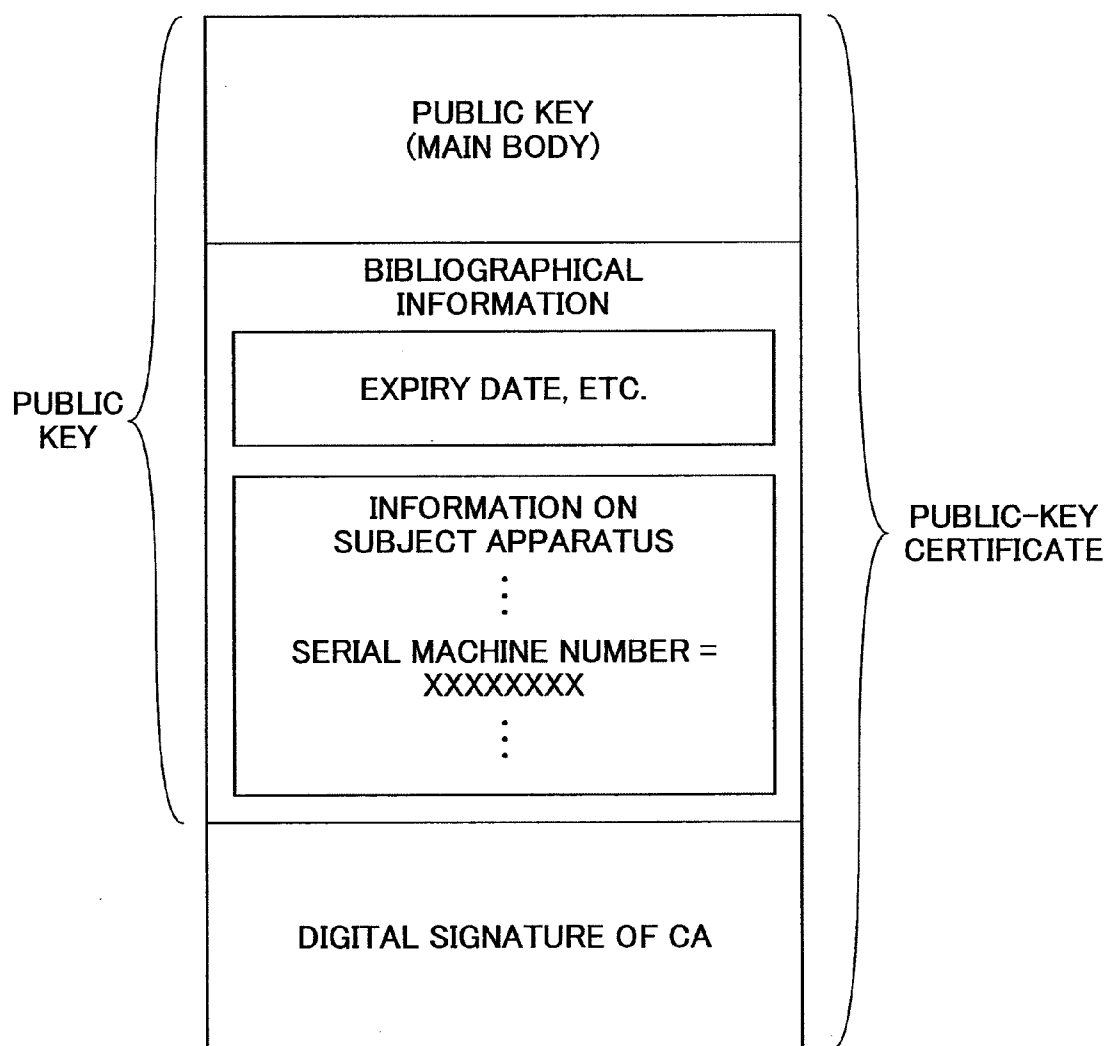 PUBLIC KEY
(MAIN BODY)
BIBLIOGRAPHICAL
INFORMATION
EXPIRY DATE, ETC.
PUBLIC
KEY
INFORMATION ON
SUBJECT APPARATUS
SERIAL MACHINE NUMBER =
XXXXXXXX
PUBLIC-KEY
CERTIFICATE
DIGITAL SIGNATURE OF CA